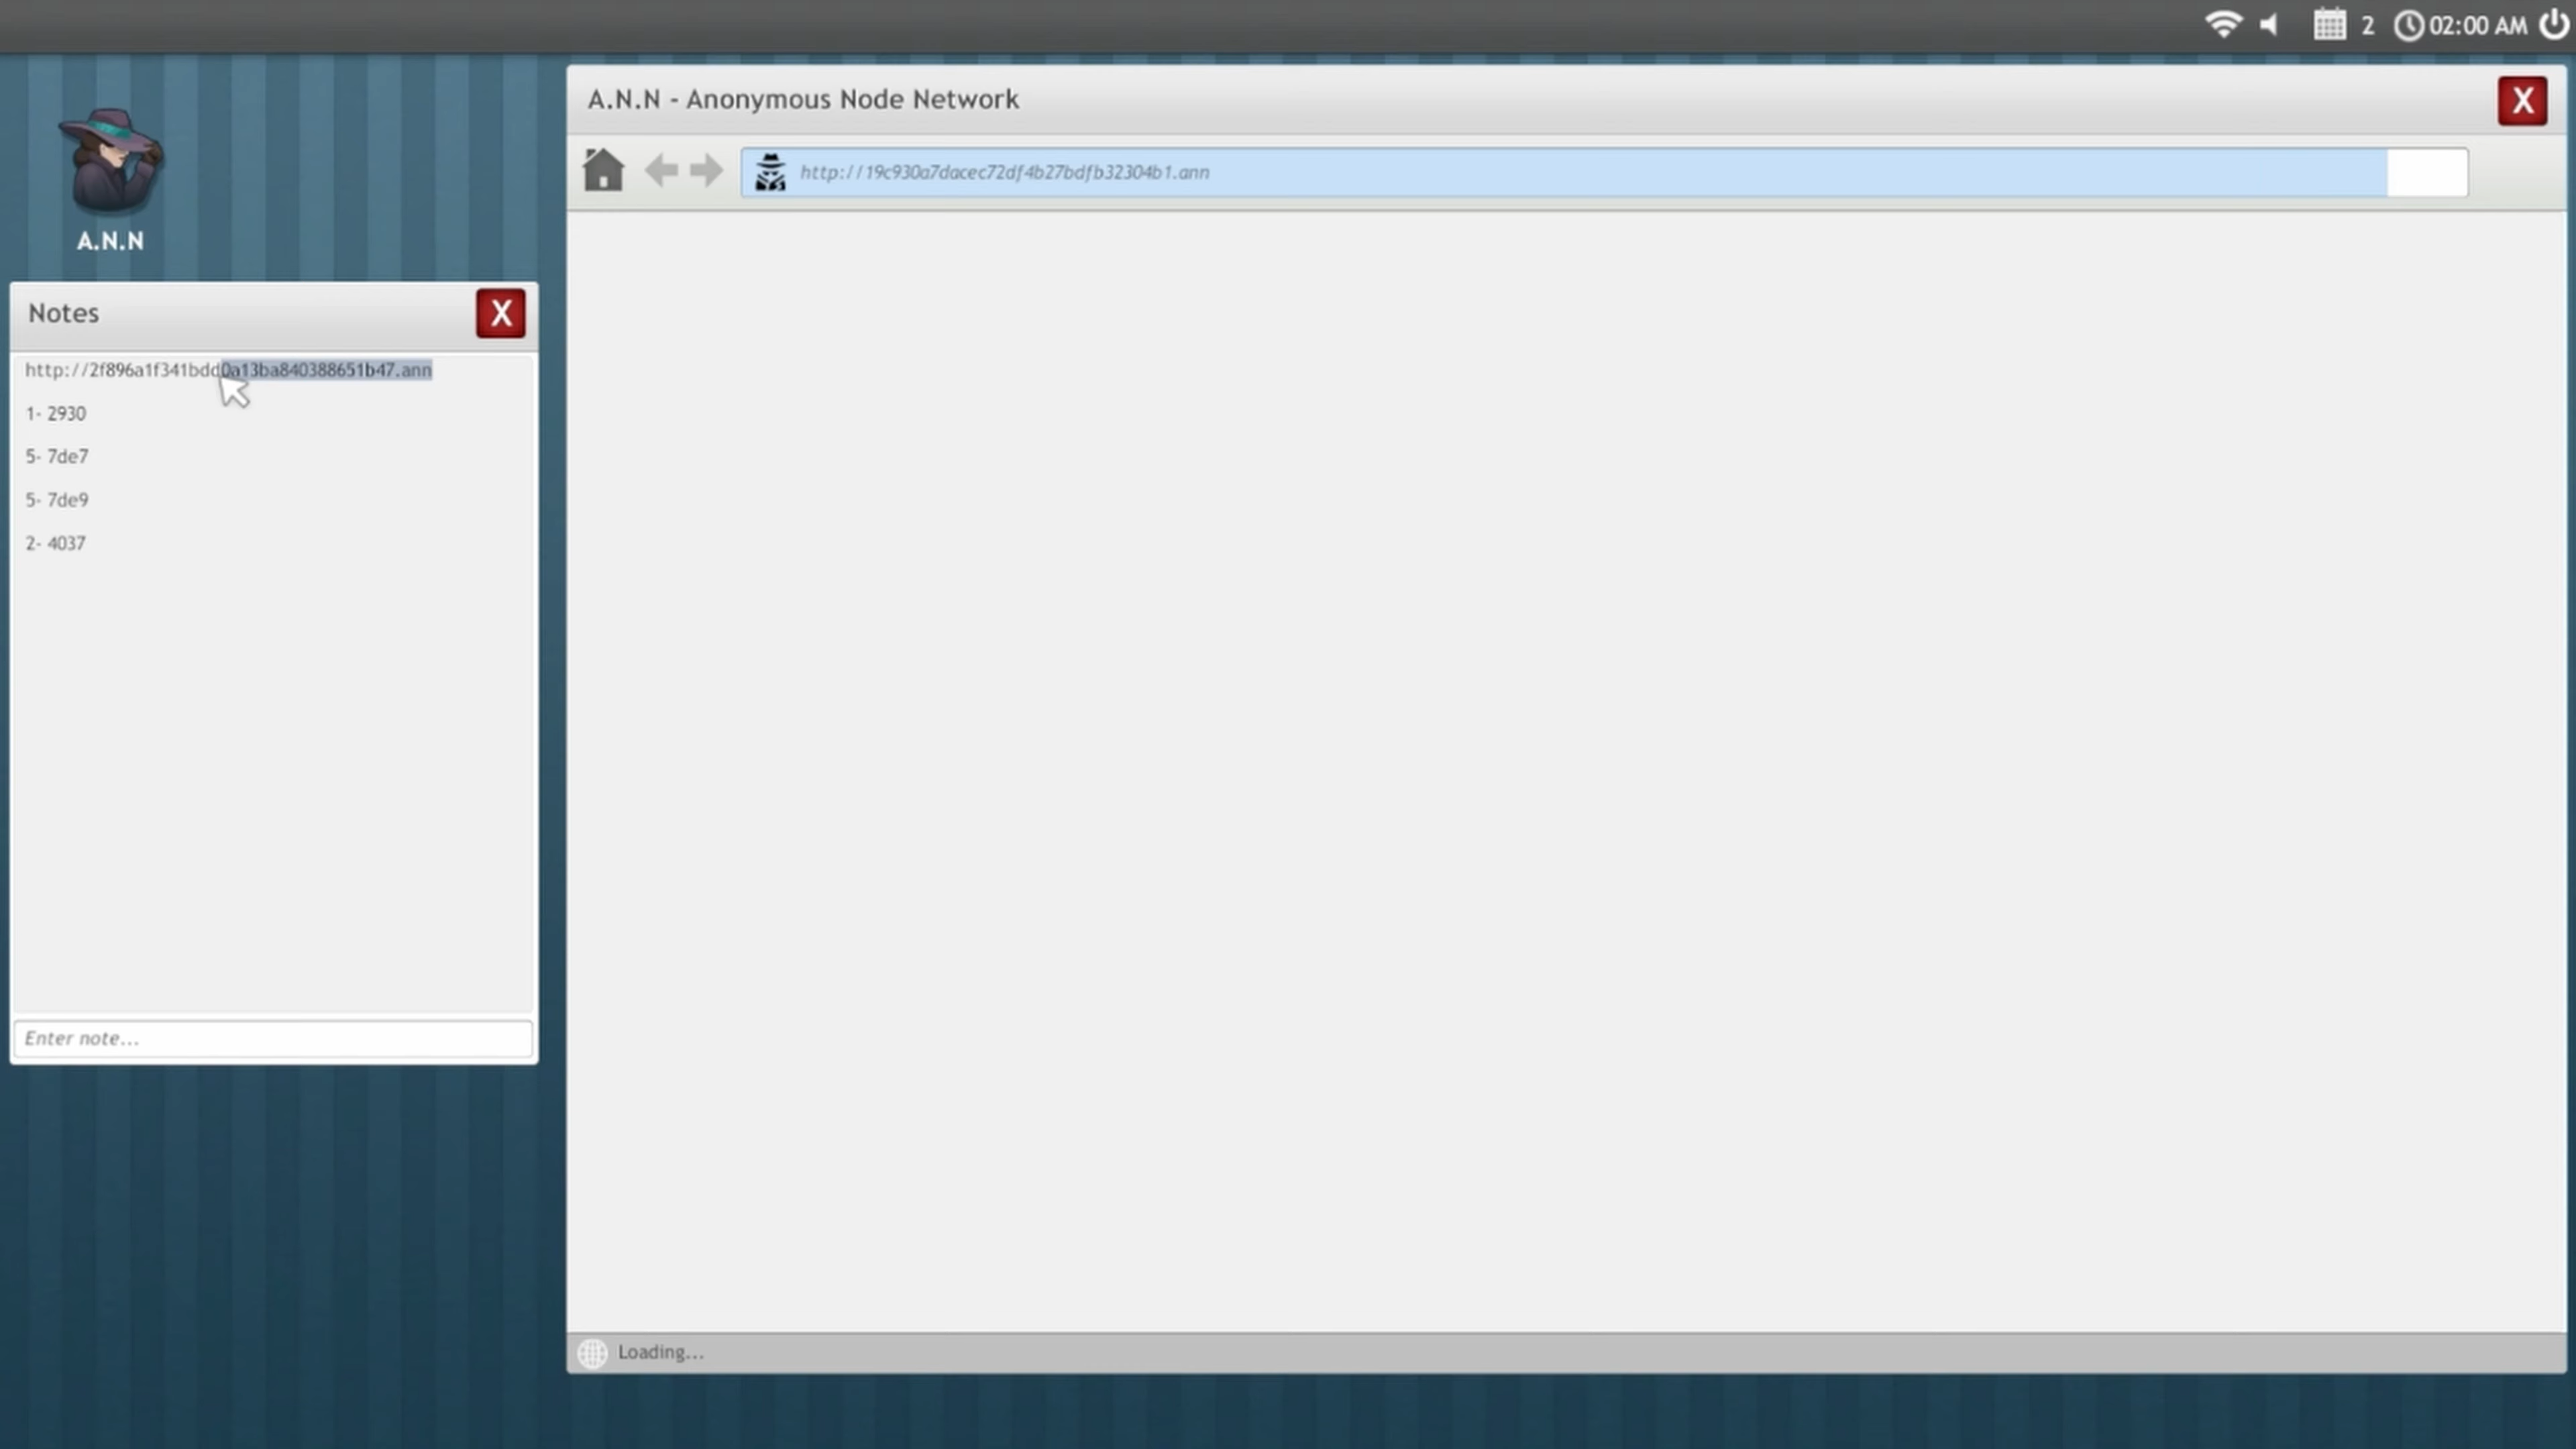 2 02:00 AM
A.N.N
A.N.N - Anonymous Node Network
X
http://19c930a7dacec72df4b27bdfb32304b1.ann
Notes
X
http://2f896a1f341bdd0a13ba840388651b47.ann
1- 2930
5- 7de7
5- 7de9
2- 4037
Enter note...
Loading...